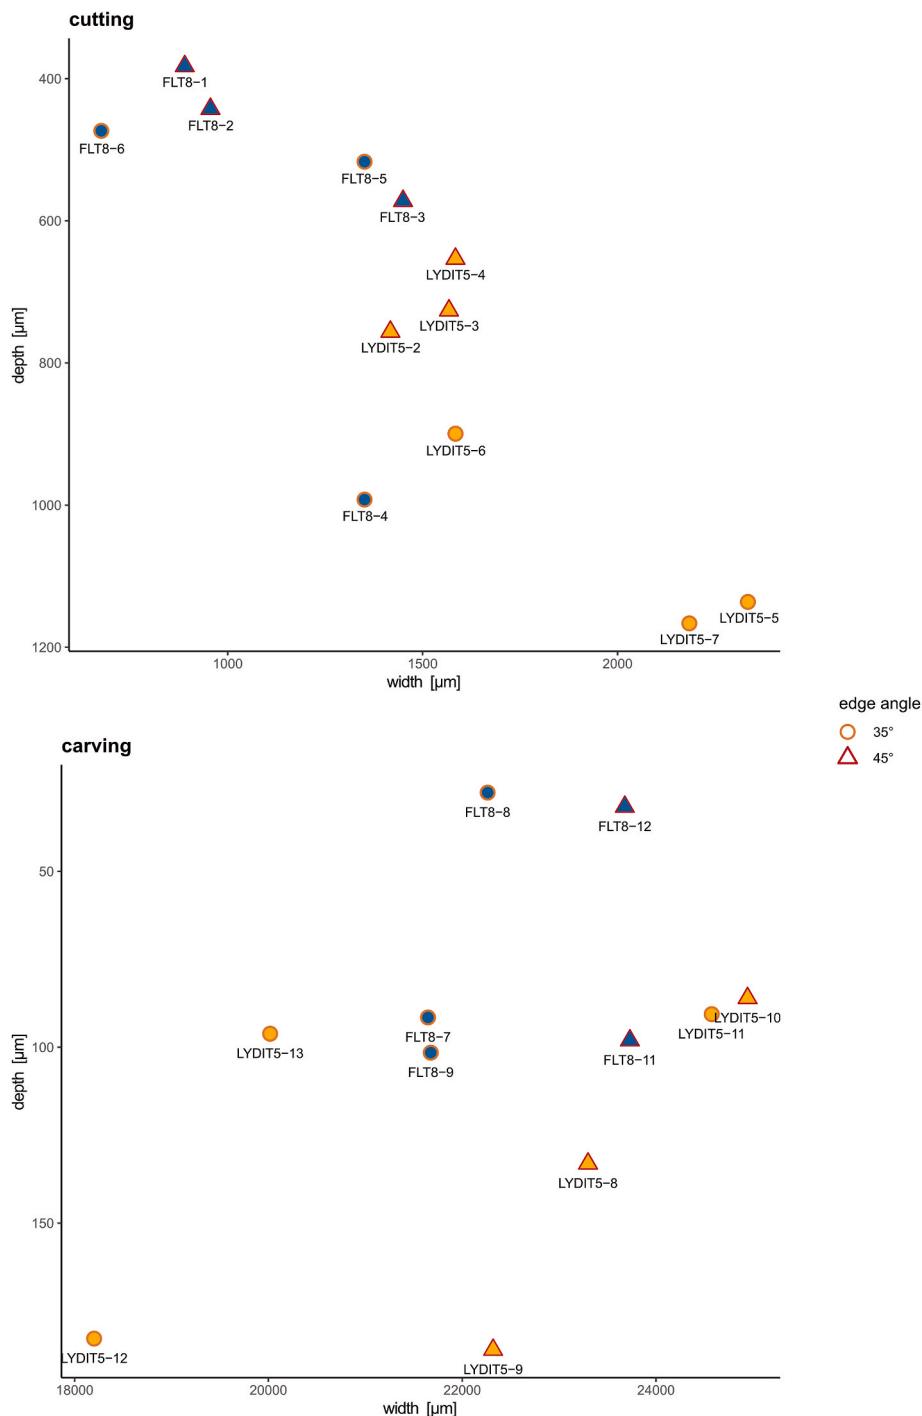 cutting
400
FLT8−1
FLT8−2
FLT8−6
FLT8−5
FLT8−3
600
LYDIT5−4
LYDIT5−3
LYDIT5−2
depth [µm]
800
LYDIT5−6
1000
FLT8−4
LYDIT5−5
LYDIT5−7
1200
1000 1500 2000
width [µm]
edge angle
35°
45°
carving
FLT8−8
FLT8−12
50
LYDIT5−10
LYDIT5−11
FLT8−7
100
LYDIT5−13
FLT8−11
FLT8−9
depth [µm]
LYDIT5−8
150
LYDIT5−12
LYDIT5−9
18000 20000 22000 24000
width [µm]